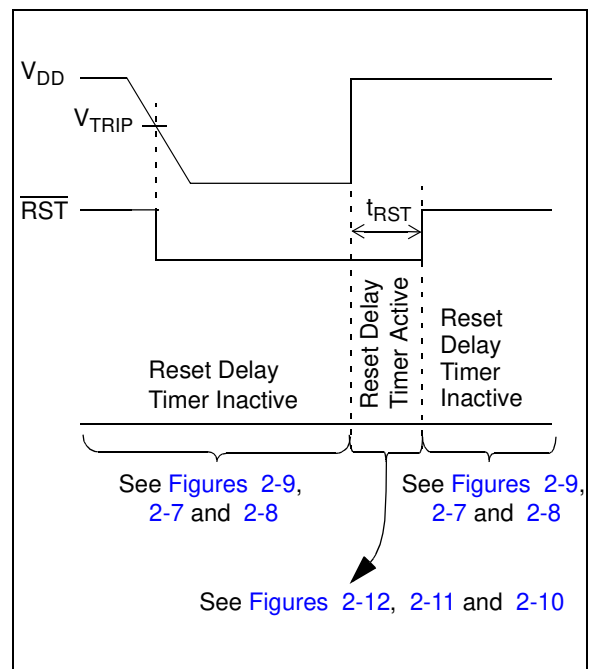 VDD
VTRIP
RST
tRST
Reset Delay
Timer Inactive
Reset Delay
Timer Active
Reset
Delay
Timer
Inactive
See Figures 2-9,
2-7 and 2-8
See Figures 2-9,
2-7 and 2-8
See Figures 2-12, 2-11 and 2-10